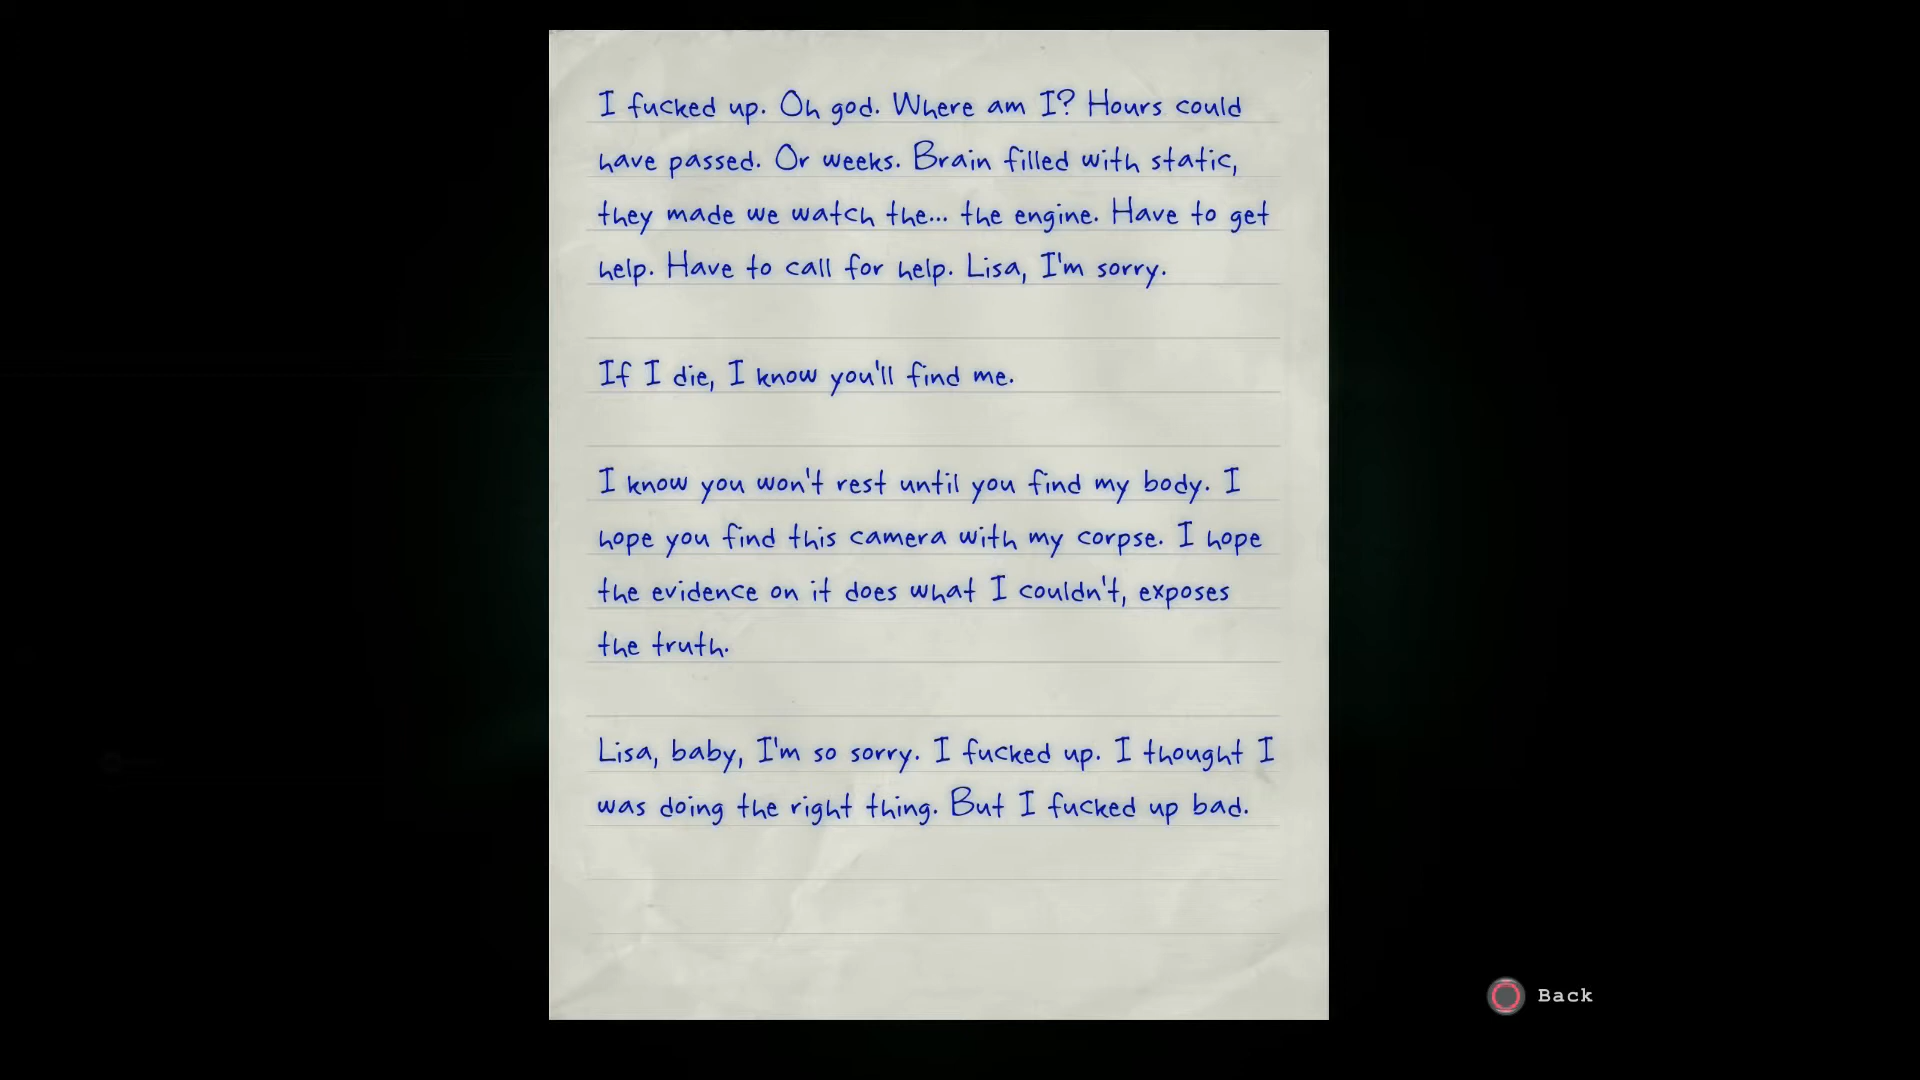 I fucked up. Oh god. Where am I? Hours could
have passed. Or weeks. Brain filled with static,
they made we watch the... the engine. Have to get
help. Have to call for help. Lisa, I'm sorry.
If I die, I know you'll find me.
I know you won't rest until you find my body. I
hope you find this camera with my corpse. I hope
the evidence on it does what I couldn't, exposes
the truth.
Lisa, baby, I'm so sorry. I fucked up. I thought I
was doing the right thing. But I fucked up bad.
Back